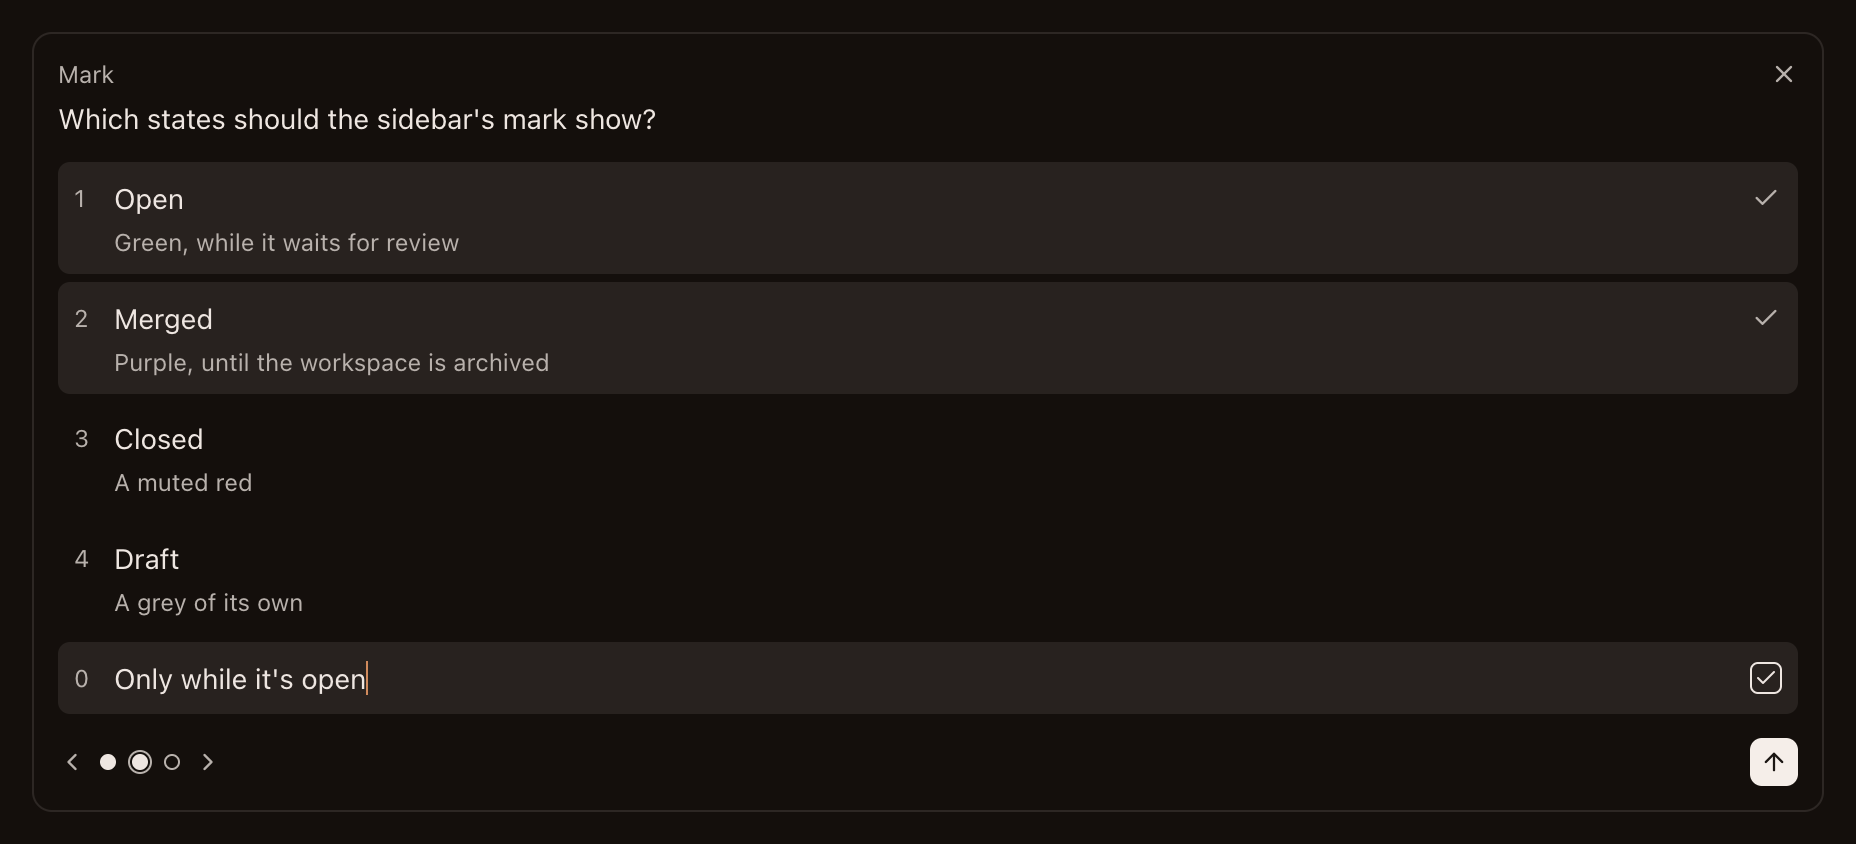 Mark
Which states should the sidebar's mark show?
1 Open
Green, while it waits for review
2 Merged
Purple, until the workspace is archived
3 Closed
A muted red
4 Draft
A grey of its own
0 Only while it's open